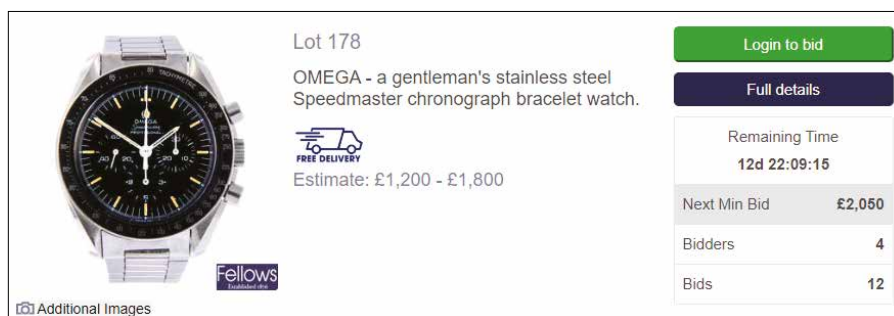 Lot 178
OMEGA - a gentleman's stainless steel
Speedmaster chronograph bracelet watch.
FREE DELIVERY
Estimate: £1,200 - £1,800
TACHYMETRE
OMEGA
Speedmaster
PROFESSIONAL
Fellows
Additional Images
Login to bid
Full details
Remaining Time
12d 22:09:15
Next Min Bid £2,050
Bidders 4
Bids 12